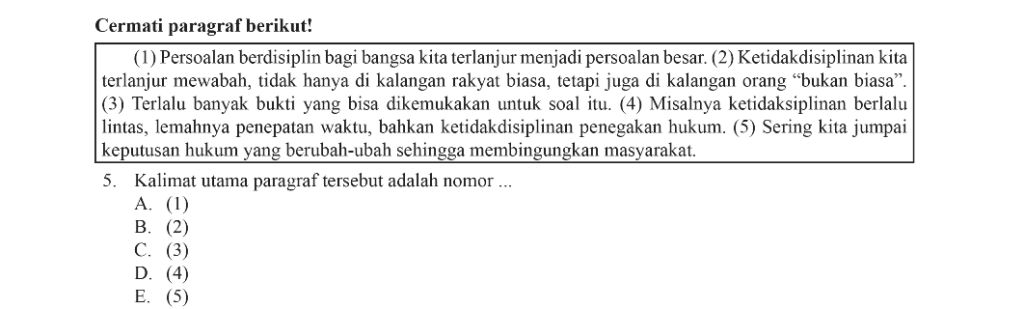 Cermati paragraf berikut!
(1) Persoalan berdisiplin bagi bangsa kita terlanjur menjadi persoalan besar. (2) Ketidakdisiplinan kita
terlanjur mewabah, tidak hanya di kalangan rakyat biasa, tetapi juga di kalangan orang “bukan biasa”.
(3) Terlalu banyak bukti yang bisa dikemukakan untuk soal itu. (4) Misalnya ketidaksiplinan berlalu
lintas, lemahnya penepatan waktu, bahkan ketidakdisiplinan penegakan hukum. (5) Sering kita jumpai
keputusan hukum yang berubah-ubah sehingga membingungkan masyarakat.
5. Kalimat utama paragraf tersebut adalah nomor ...
A. (1)
B. (2)
C. (3)
D. (4)
E. (5)